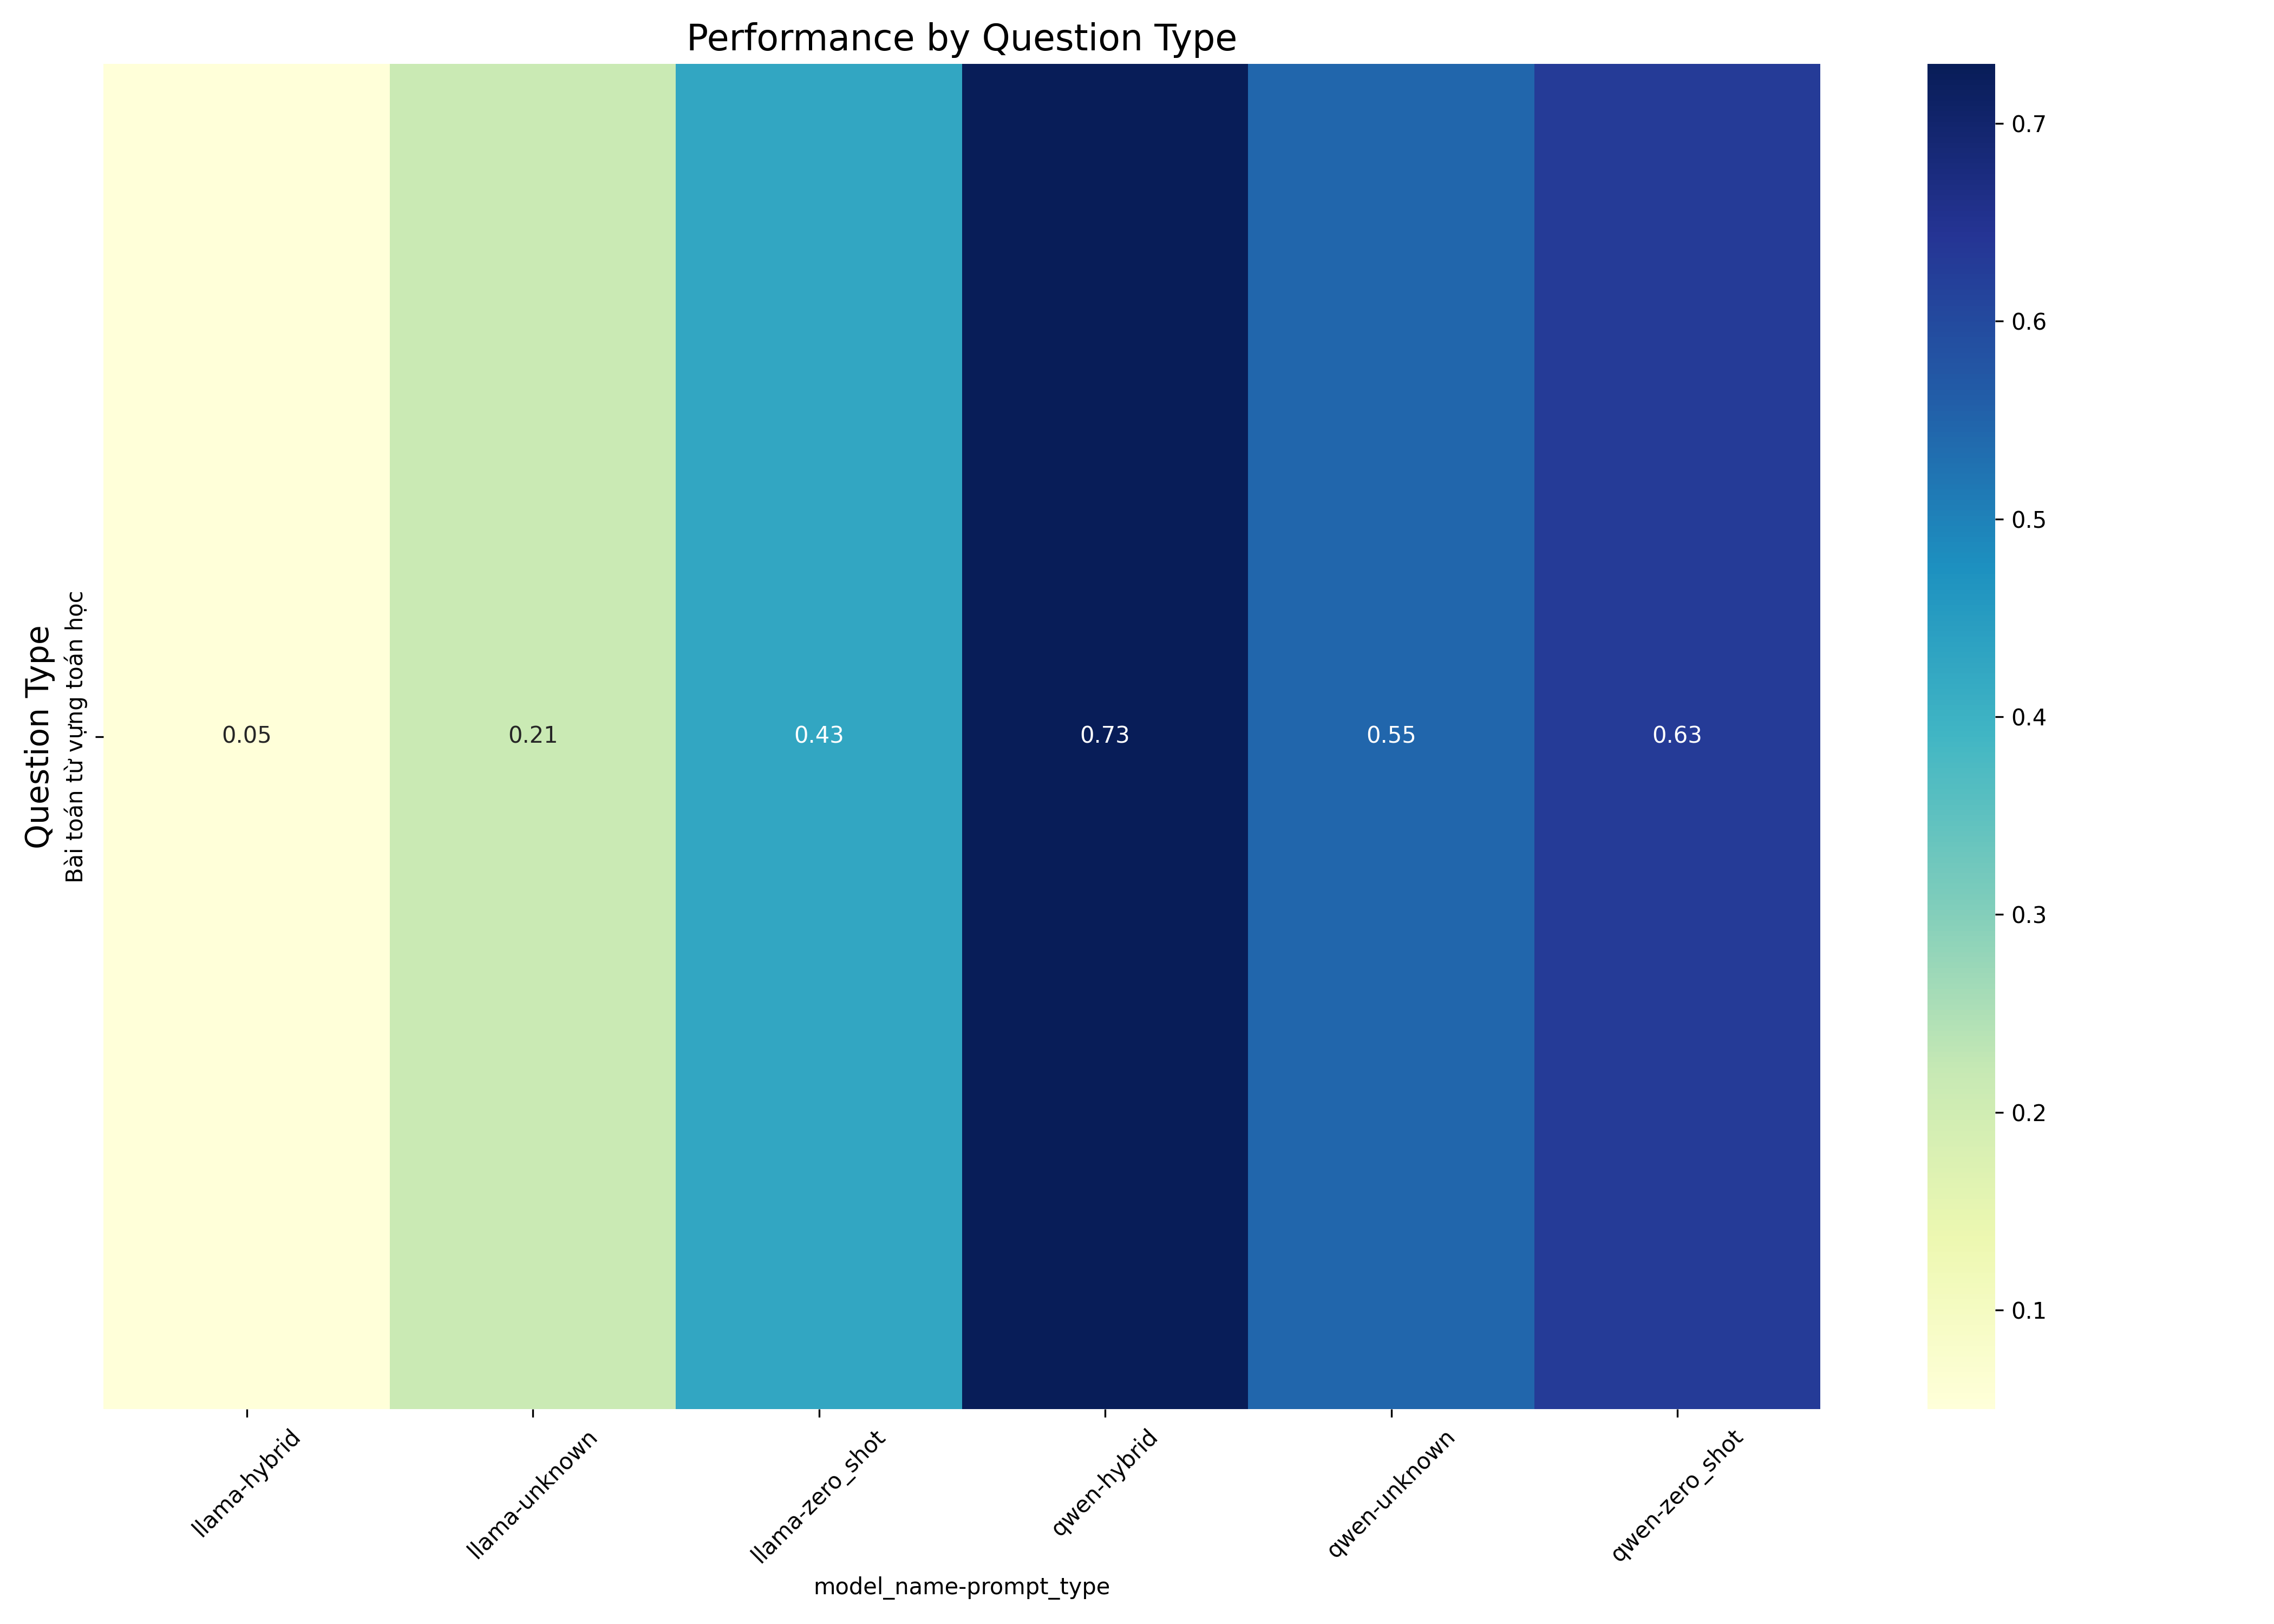 Performance by Question Type
Question Type
Bài toán từ vựng toán học
0.05
0.21
0.43
0.73
0.55
0.63
llama-hybrid
llama-unknown
llama-zero_shot
qwen-hybrid
qwen-unknown
qwen-zero_shot
model_name-prompt_type
0.7
0.6
0.5
0.4
0.3
0.2
0.1